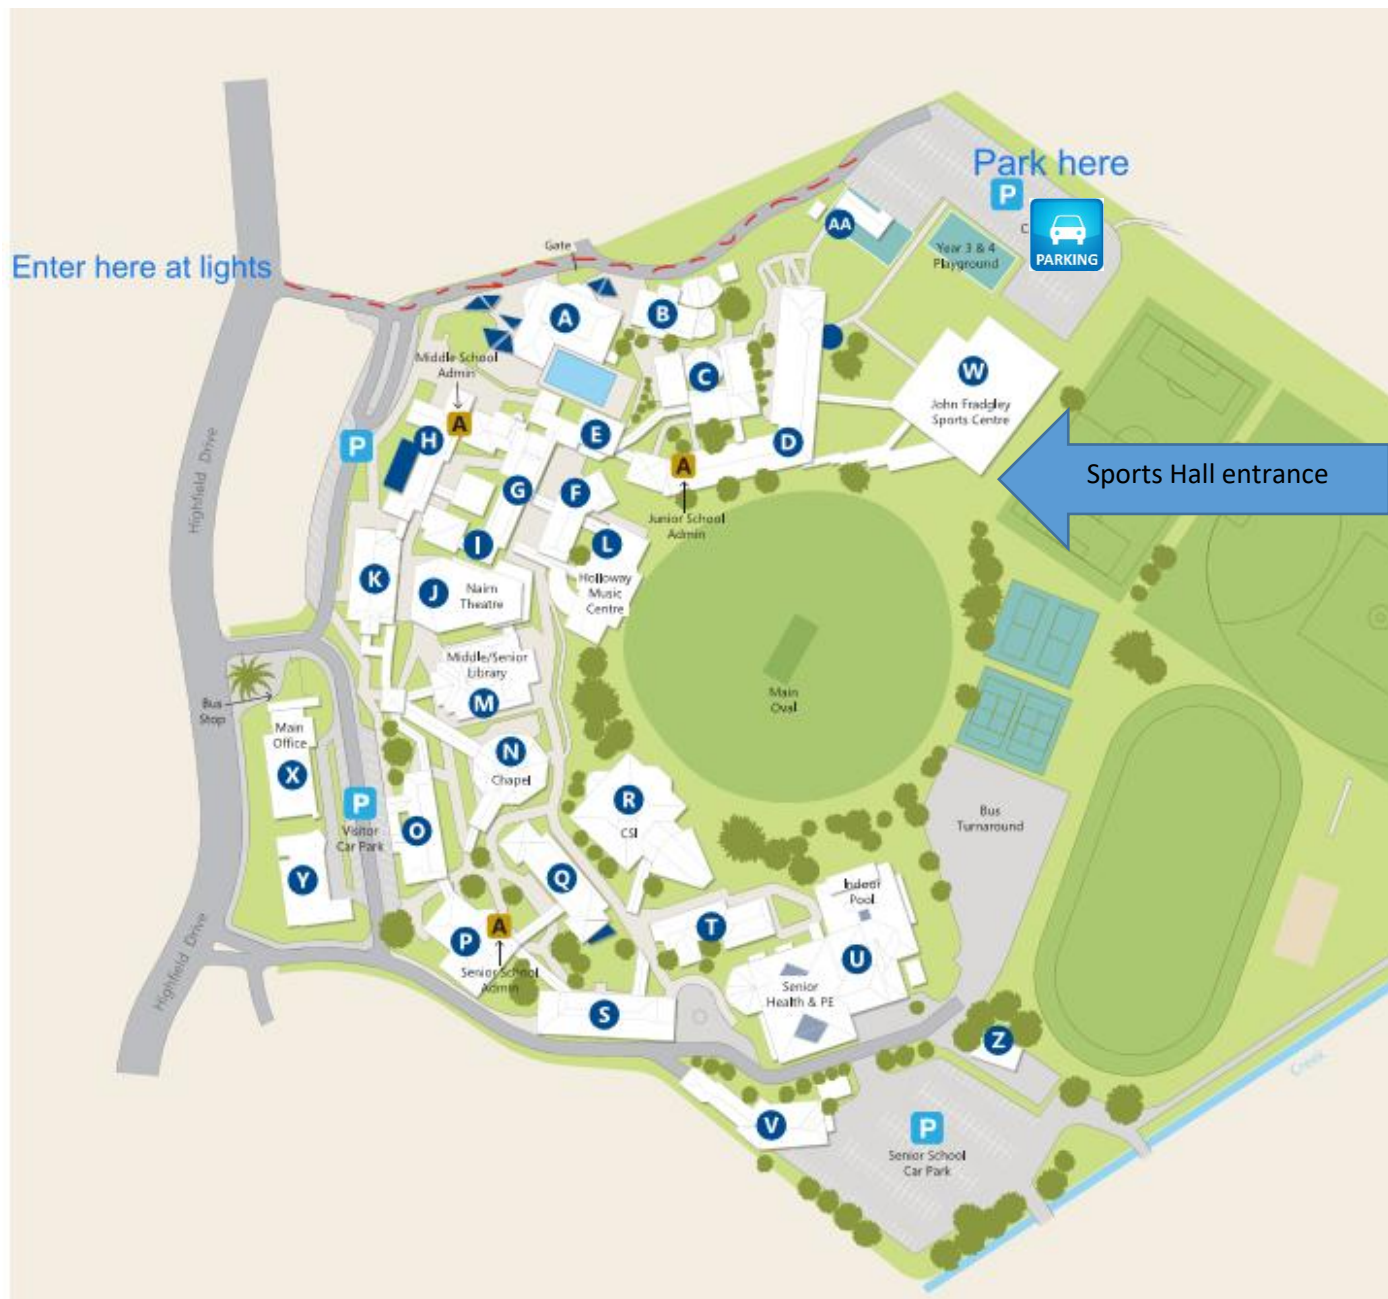 Park here
P
C
PARKING
AA
Year 3 & 4
Playground
Gate
Enter here at lights
A
B
Middle School
Admin
C
W
John Fradgley
Sports Centre
H
A
E
D
A
Sports Hall entrance
P
G
F
Junior School
Admin
Highfield Drive
I
L
K
J
Nairn
Theatre
Holloway
Music
Centre
Middle/Senior
Library
M
Main
Oval
Bus
Stop
Main
Office
X
N
Chapel
R
CSI
P
Visitor
Car Park
O
Bus
Turnaround
Y
Q
Indoor
Pool
Highfield Drive
P
A
T
U
Senior School
Admin
Senior
Health & PE
S
Z
Creek
V
P
Senior School
Car Park